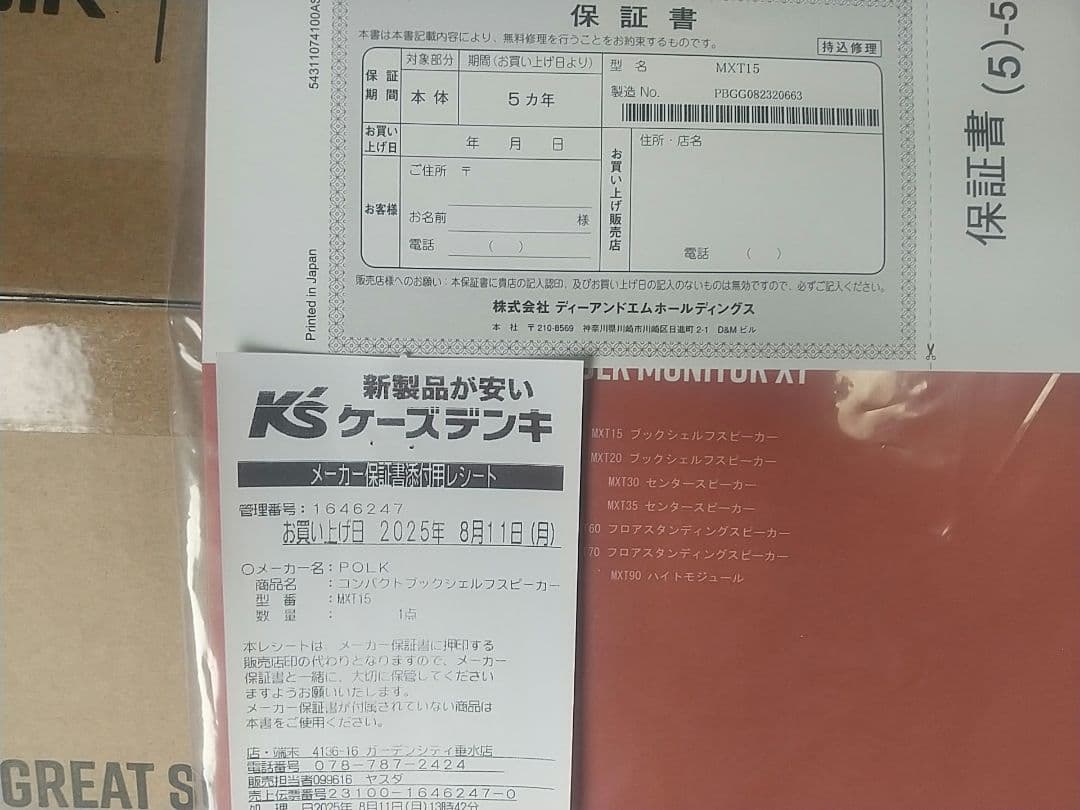 保証書
本書は本書記載内容により、無料修理を行うことをお約束するものです。
持込修理
保証期間
対象部分
期間(お買い上げ日より)
本体
5カ年
お買い上げ日
年 月 日
お客様
ご住所 〒
お名前 様
電話 ( )
型名 MXT15
製造 No. PBGG082320663
お買い上げ販売店
住所・店名
電話 ( )
販売店様へのお願い:本保証書に貴店の記入認印、及びお買い上げ日の記入のないものは無効ですので、必ずご記入ください。
株式会社 ディーアンドエムホールディングス
本 社 〒210-8569 神奈川県川崎市川崎区日進町2-1 D&Mビル
Printed in Japan
54311074100AS
保証書 (5)-5
新製品が安い
K's ケーズデンキ
メーカー保証書添付用レシート
管理番号:1646247
お買い上げ日 2025年 8月11日(月)
○メーカー名:POLK
商品名 :コンパクトブックシェルフスピーカー
型 番 :MXT15
数 量 : 1点
本レシートは、メーカー保証書に押印する
販売店印の代わりとなりますので、メーカー
保証書と一緒に、大切に保管してください
ますようお願いいたします。
メーカー保証書が付属されていない商品は
本書をご使用ください。
店・端末 4136-16 ガーデンシティ垂水店
電話番号 078-787-2424
販売担当者099616 ヤスダ
売上伝票番号23100-1646247-0
処 理 日2025年 8月11日(月)13時42分
MONITOR XT
MXT15 ブックシェルフスピーカー
MXT20 ブックシェルフスピーカー
MXT30 センタースピーカー
MXT35 センタースピーカー
60 フロアスタンディングスピーカー
70 フロアスタンディングスピーカー
MXT90 ハイトモジュール
GREAT S